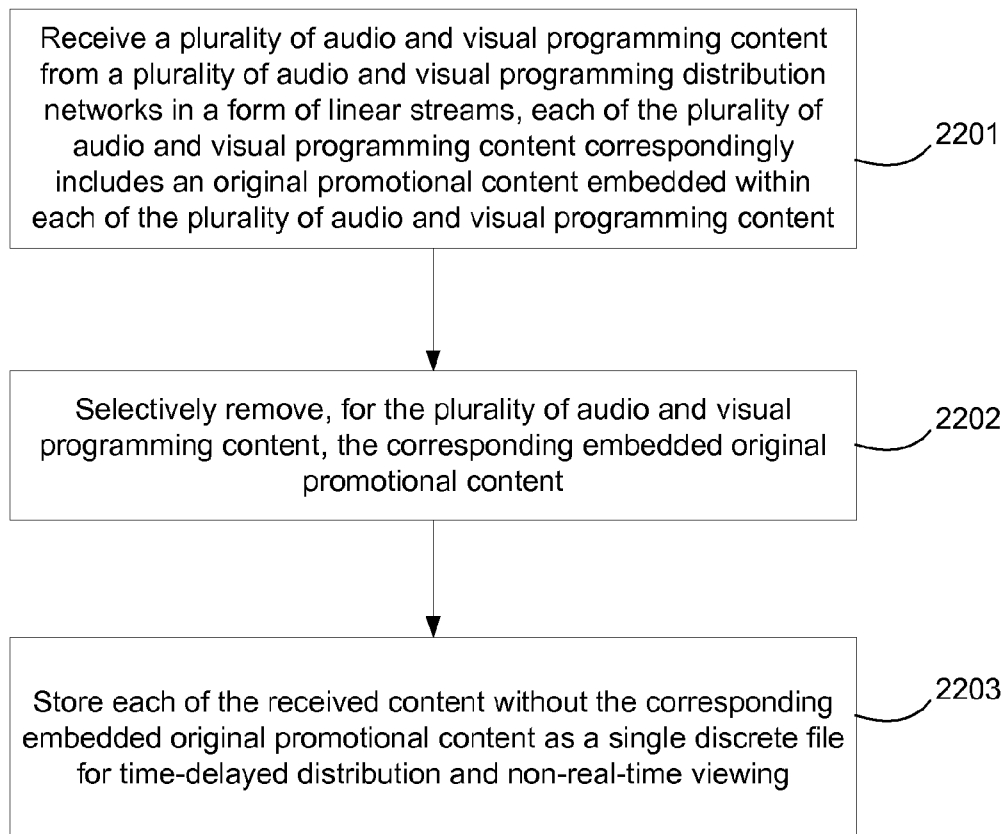 Receive a plurality of audio and visual programming content
from a plurality of audio and visual programming distribution
networks in a form of linear streams, each of the plurality of
audio and visual programming content correspondingly
includes an original promotional content embedded within
each of the plurality of audio and visual programming content
2201
Selectively remove, for the plurality of audio and visual
programming content, the corresponding embedded original
promotional content
2202
Store each of the received content without the corresponding
embedded original promotional content as a single discrete file
for time-delayed distribution and non-real-time viewing
2203